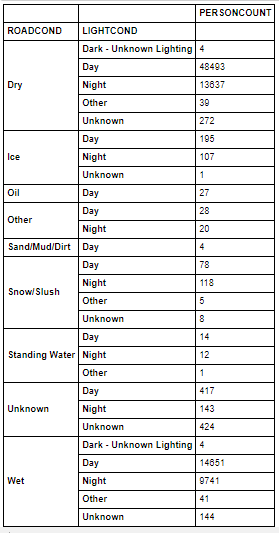 PERSONCOUNT
ROADCOND LIGHTCOND
Dry Dark - Unknown Lighting 4
Day 48493
Night 13637
Other 39
Unknown 272
Ice Day 195
Night 107
Unknown 1
Oil Day 27
Other Day 28
Night 20
Sand/Mud/Dirt Day 4
Snow/Slush Day 78
Night 118
Other 5
Unknown 8
Standing Water Day 14
Night 12
Other 1
Unknown Day 417
Night 143
Unknown 424
Wet Dark - Unknown Lighting 4
Day 14651
Night 9741
Other 41
Unknown 144